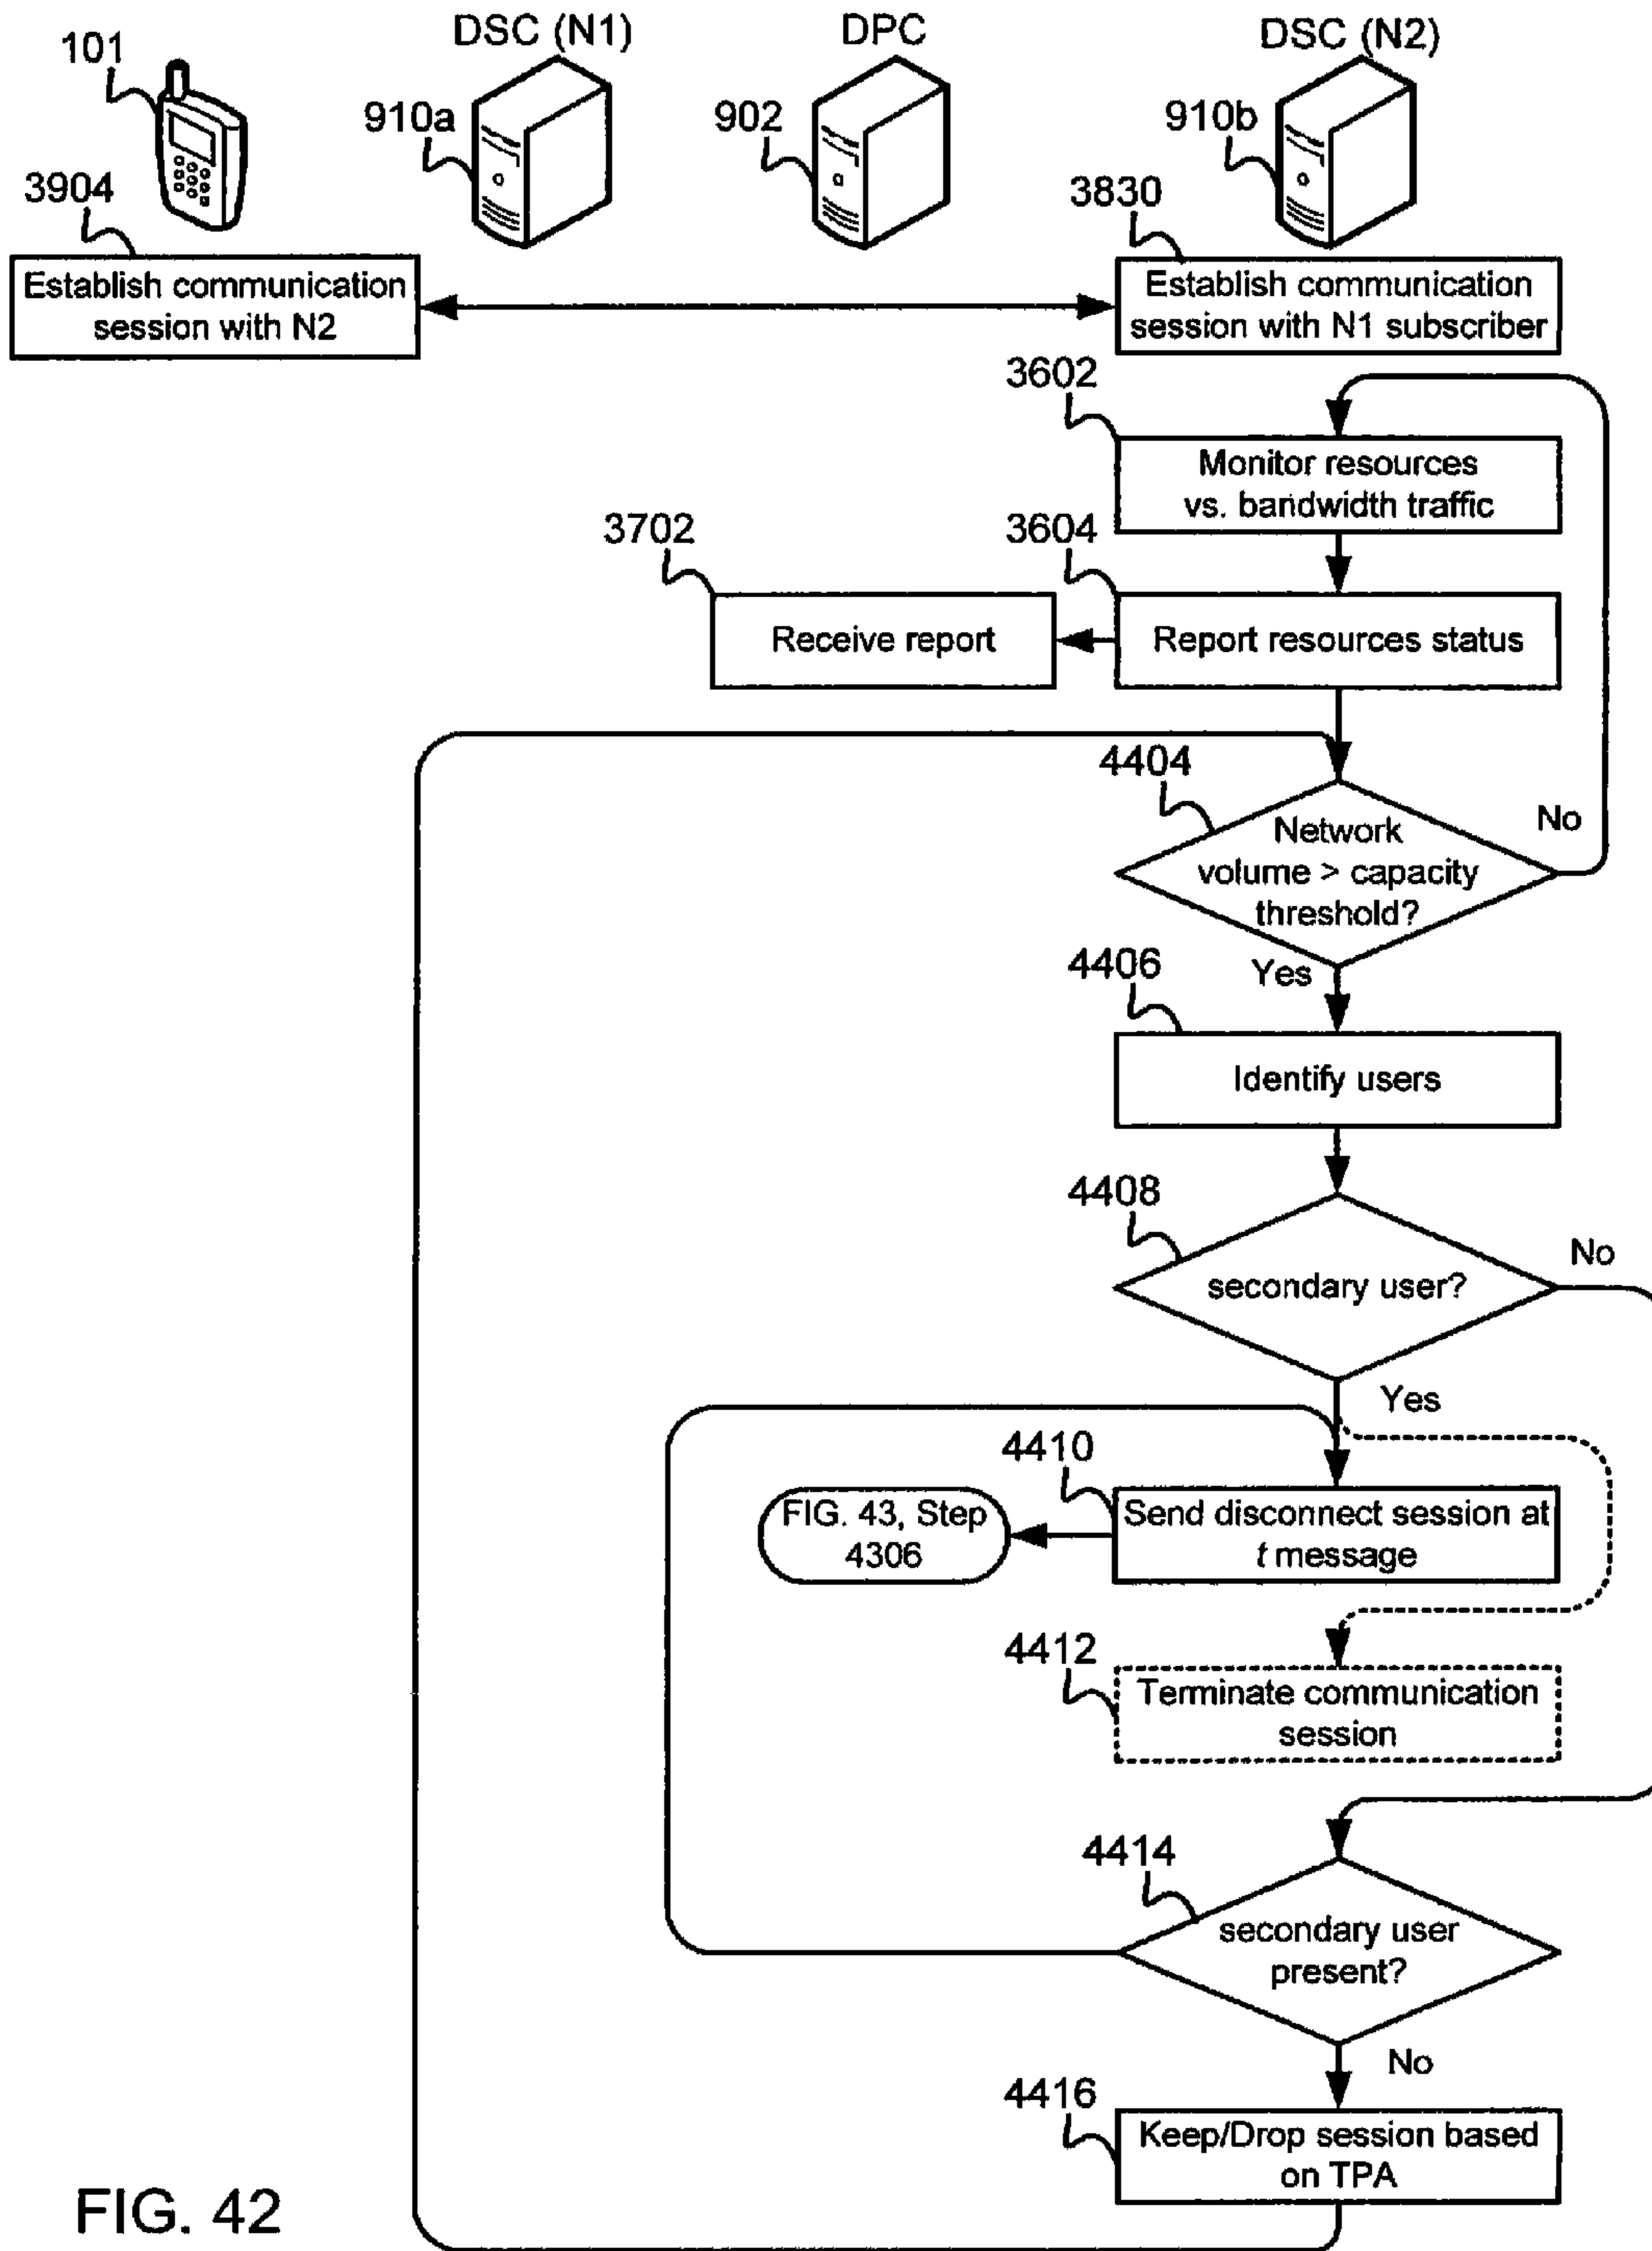 101
DSC (N1)
DPC
DSC (N2)
910a
902
910b
3904
3830
Establish communication
session with N2
Establish communication
session with N1 subscriber
3602
Monitor resources
vs. bandwidth traffic
3702
3604
Receive report
Report resources status
4404
Network
volume > capacity
threshold?
No
Yes
4406
Identify users
4408
secondary user?
No
Yes
4410
FIG. 43, Step
4306
Send disconnect session at
t message
4412
Terminate communication
session
4414
secondary user
present?
No
4416
Keep/Drop session based
on TPA
FIG. 42